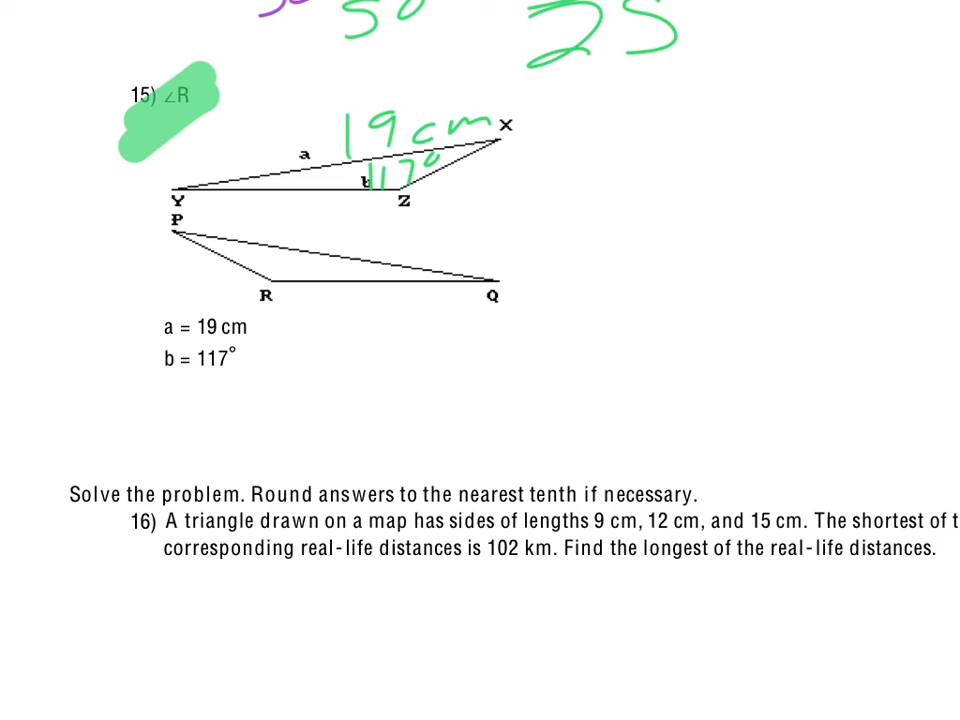 50
25
15) ∠R
19 cm
X
a
117°
Y
Z
P
R
Q
a = 19 cm
b = 117°
Solve the problem. Round answers to the nearest tenth if necessary.
16) A triangle drawn on a map has sides of lengths 9 cm, 12 cm, and 15 cm. The shortest of
corresponding real-life distances is 102 km. Find the longest of the real-life distances.